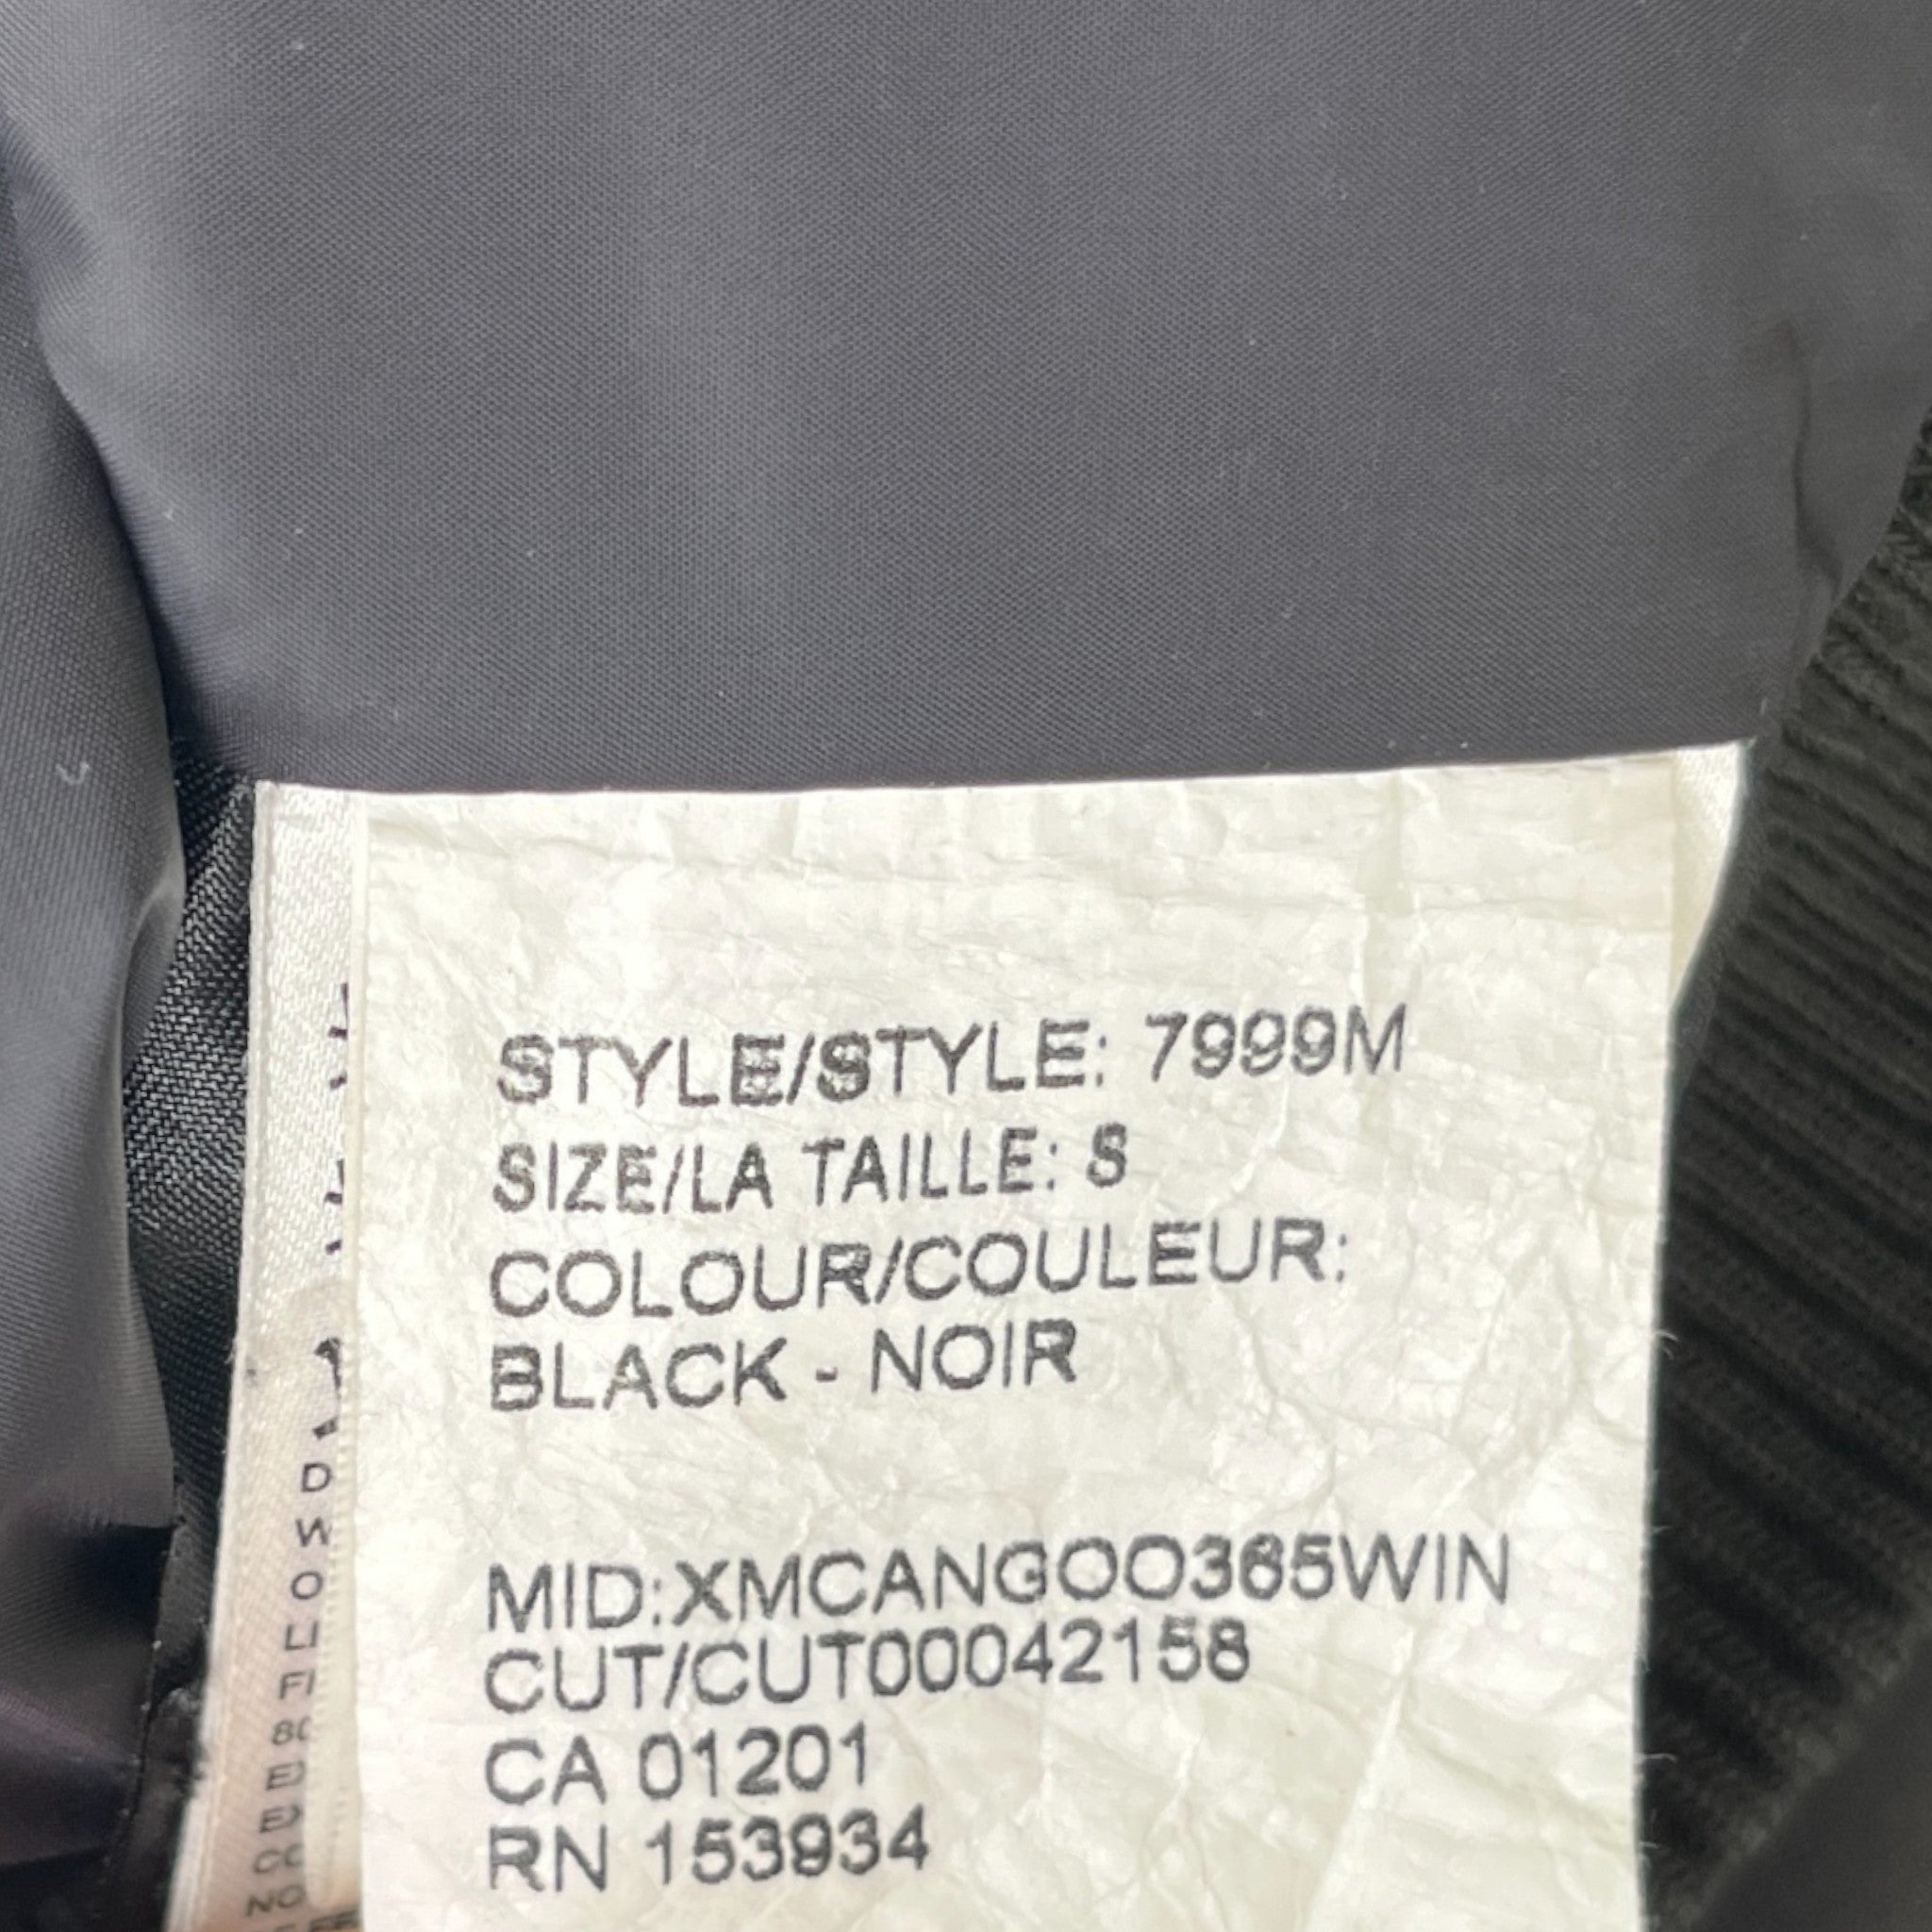 STYLE/STYLE: 7999M
SIZE/LA TAILLE: S
COLOUR/COULEUR:
BLACK - NOIR
MID:XMCANGOO365WIN
CUT/CUT00042158
CA 01201
RN 153934